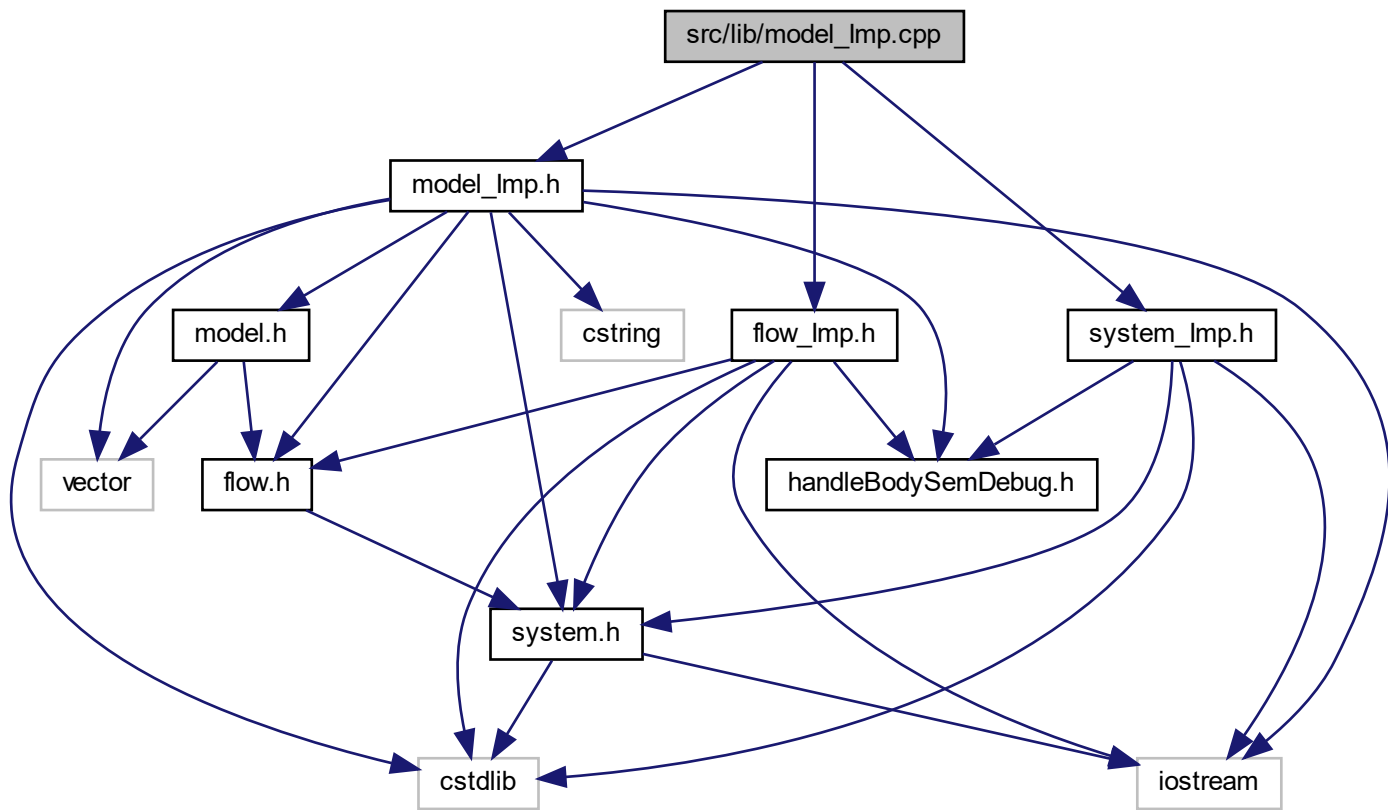 src/lib/model_Imp.cpp
model_Imp.h
model.h
cstring
flow_Imp.h
system_Imp.h
vector
flow.h
handleBodySemDebug.h
system.h
cstdlib
iostream